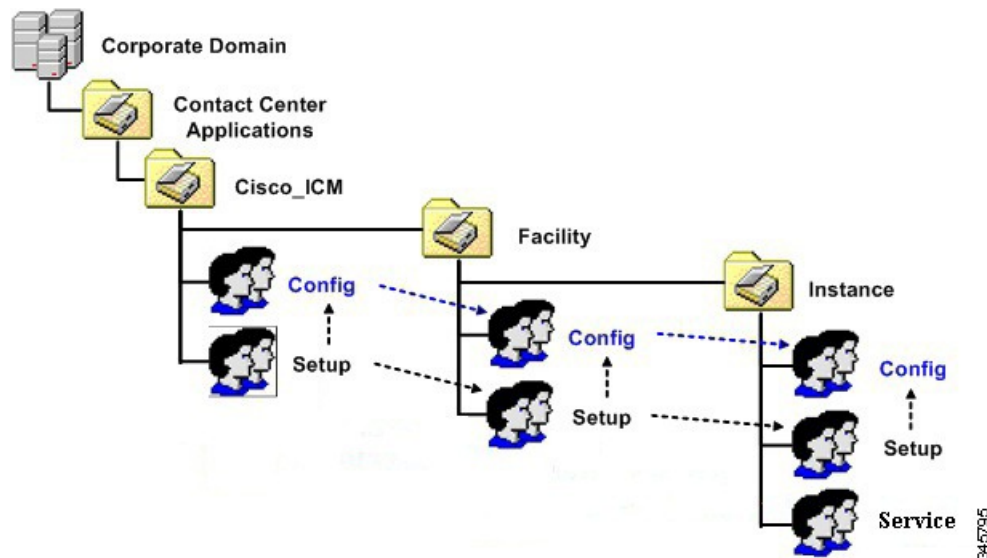 Corporate Domain
Contact Center
Applications
Cisco_ICM
Facility
Instance
Config
Setup
Config
Setup
Config
Setup
Service
345795